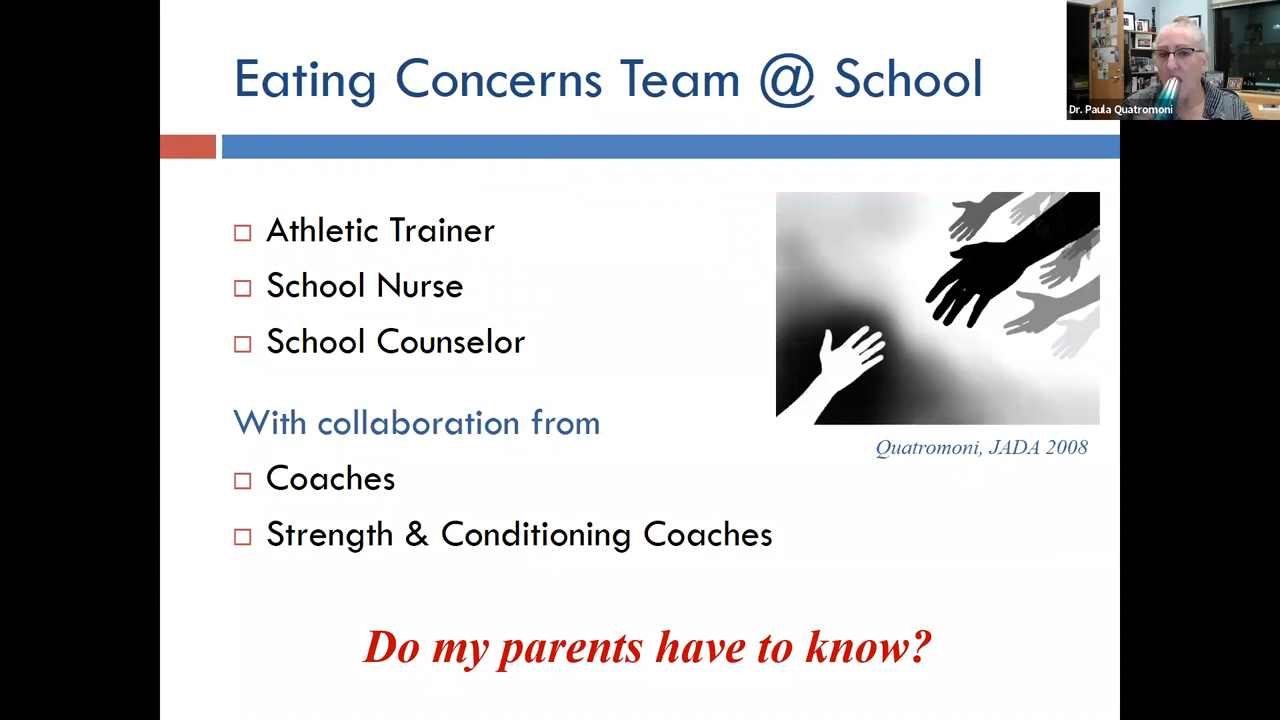 Eating Concerns Team @ School
Dr. Paula Quatromoni
Athletic Trainer
School Nurse
School Counselor
With collaboration from
Coaches
Strength & Conditioning Coaches
Quatromoni, JADA 2008
Do my parents have to know?